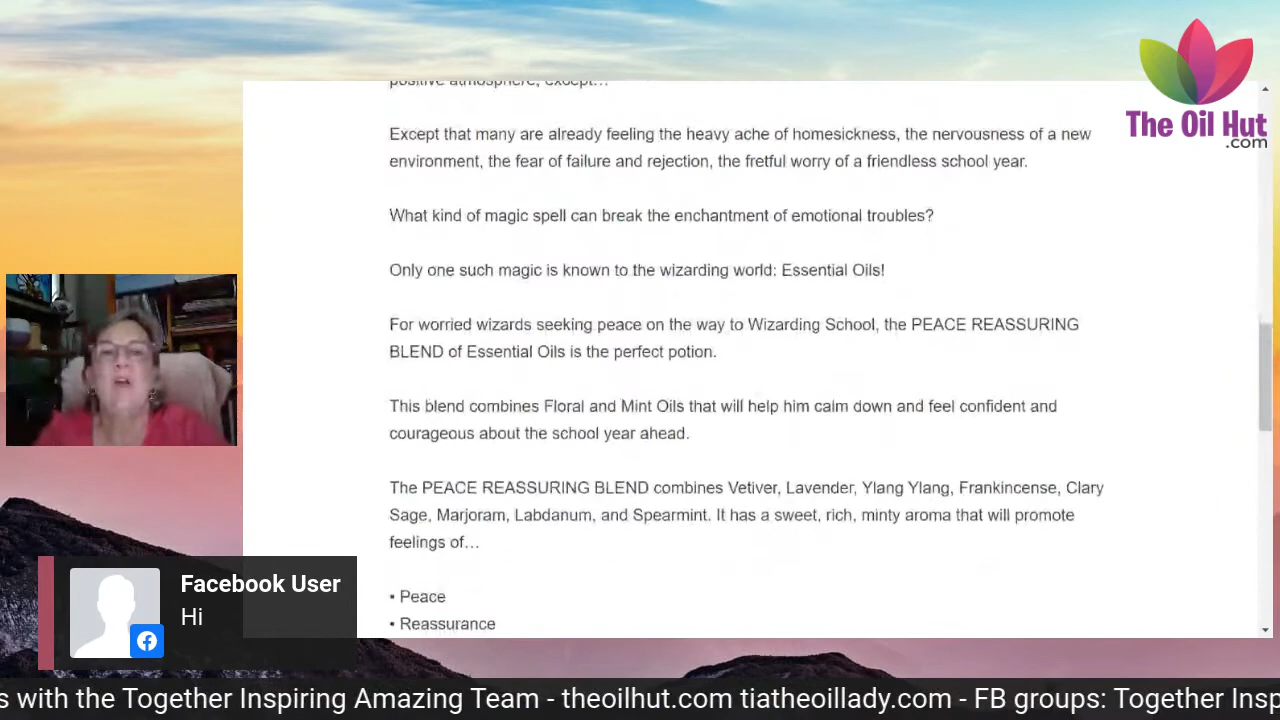 positive atmosphere, except…
Except that many are already feeling the heavy ache of homesickness, the nervousness of a new
environment, the fear of failure and rejection, the fretful worry of a friendless school year.
What kind of magic spell can break the enchantment of emotional troubles?
Only one such magic is known to the wizarding world: Essential Oils!
For worried wizards seeking peace on the way to Wizarding School, the PEACE REASSURING
BLEND of Essential Oils is the perfect potion.
This blend combines Floral and Mint Oils that will help him calm down and feel confident and
courageous about the school year ahead.
The PEACE REASSURING BLEND combines Vetiver, Lavender, Ylang Ylang, Frankincense, Clary
Sage, Marjoram, Labdanum, and Spearmint. It has a sweet, rich, minty aroma that will promote
feelings of…
• Peace
• Reassurance
The Oil Hut
.com
Facebook User
Hi
s with the Together Inspiring Amazing Team - theoilhut.com tiatheoillady.com - FB groups: Together Insp